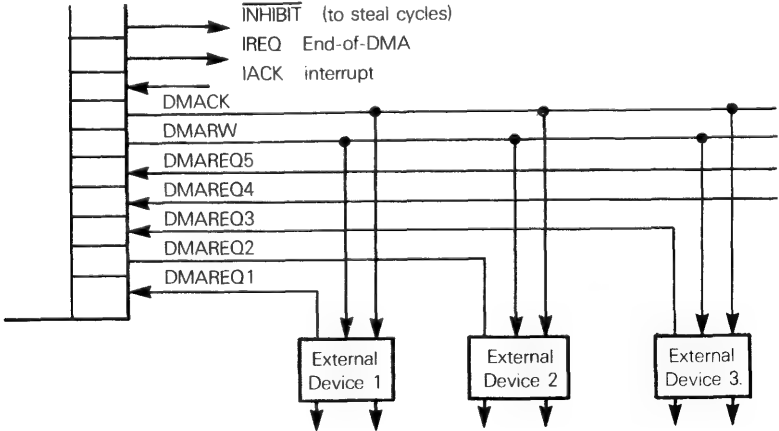 INHIBIT (to steal cycles)
IREQ End-of-DMA
IACK interrupt
DMACK
DMARW
DMAREQ5
DMAREQ4
DMAREQ3
DMAREQ2
DMAREQ1
External
Device 1
External
Device 2
External
Device 3.